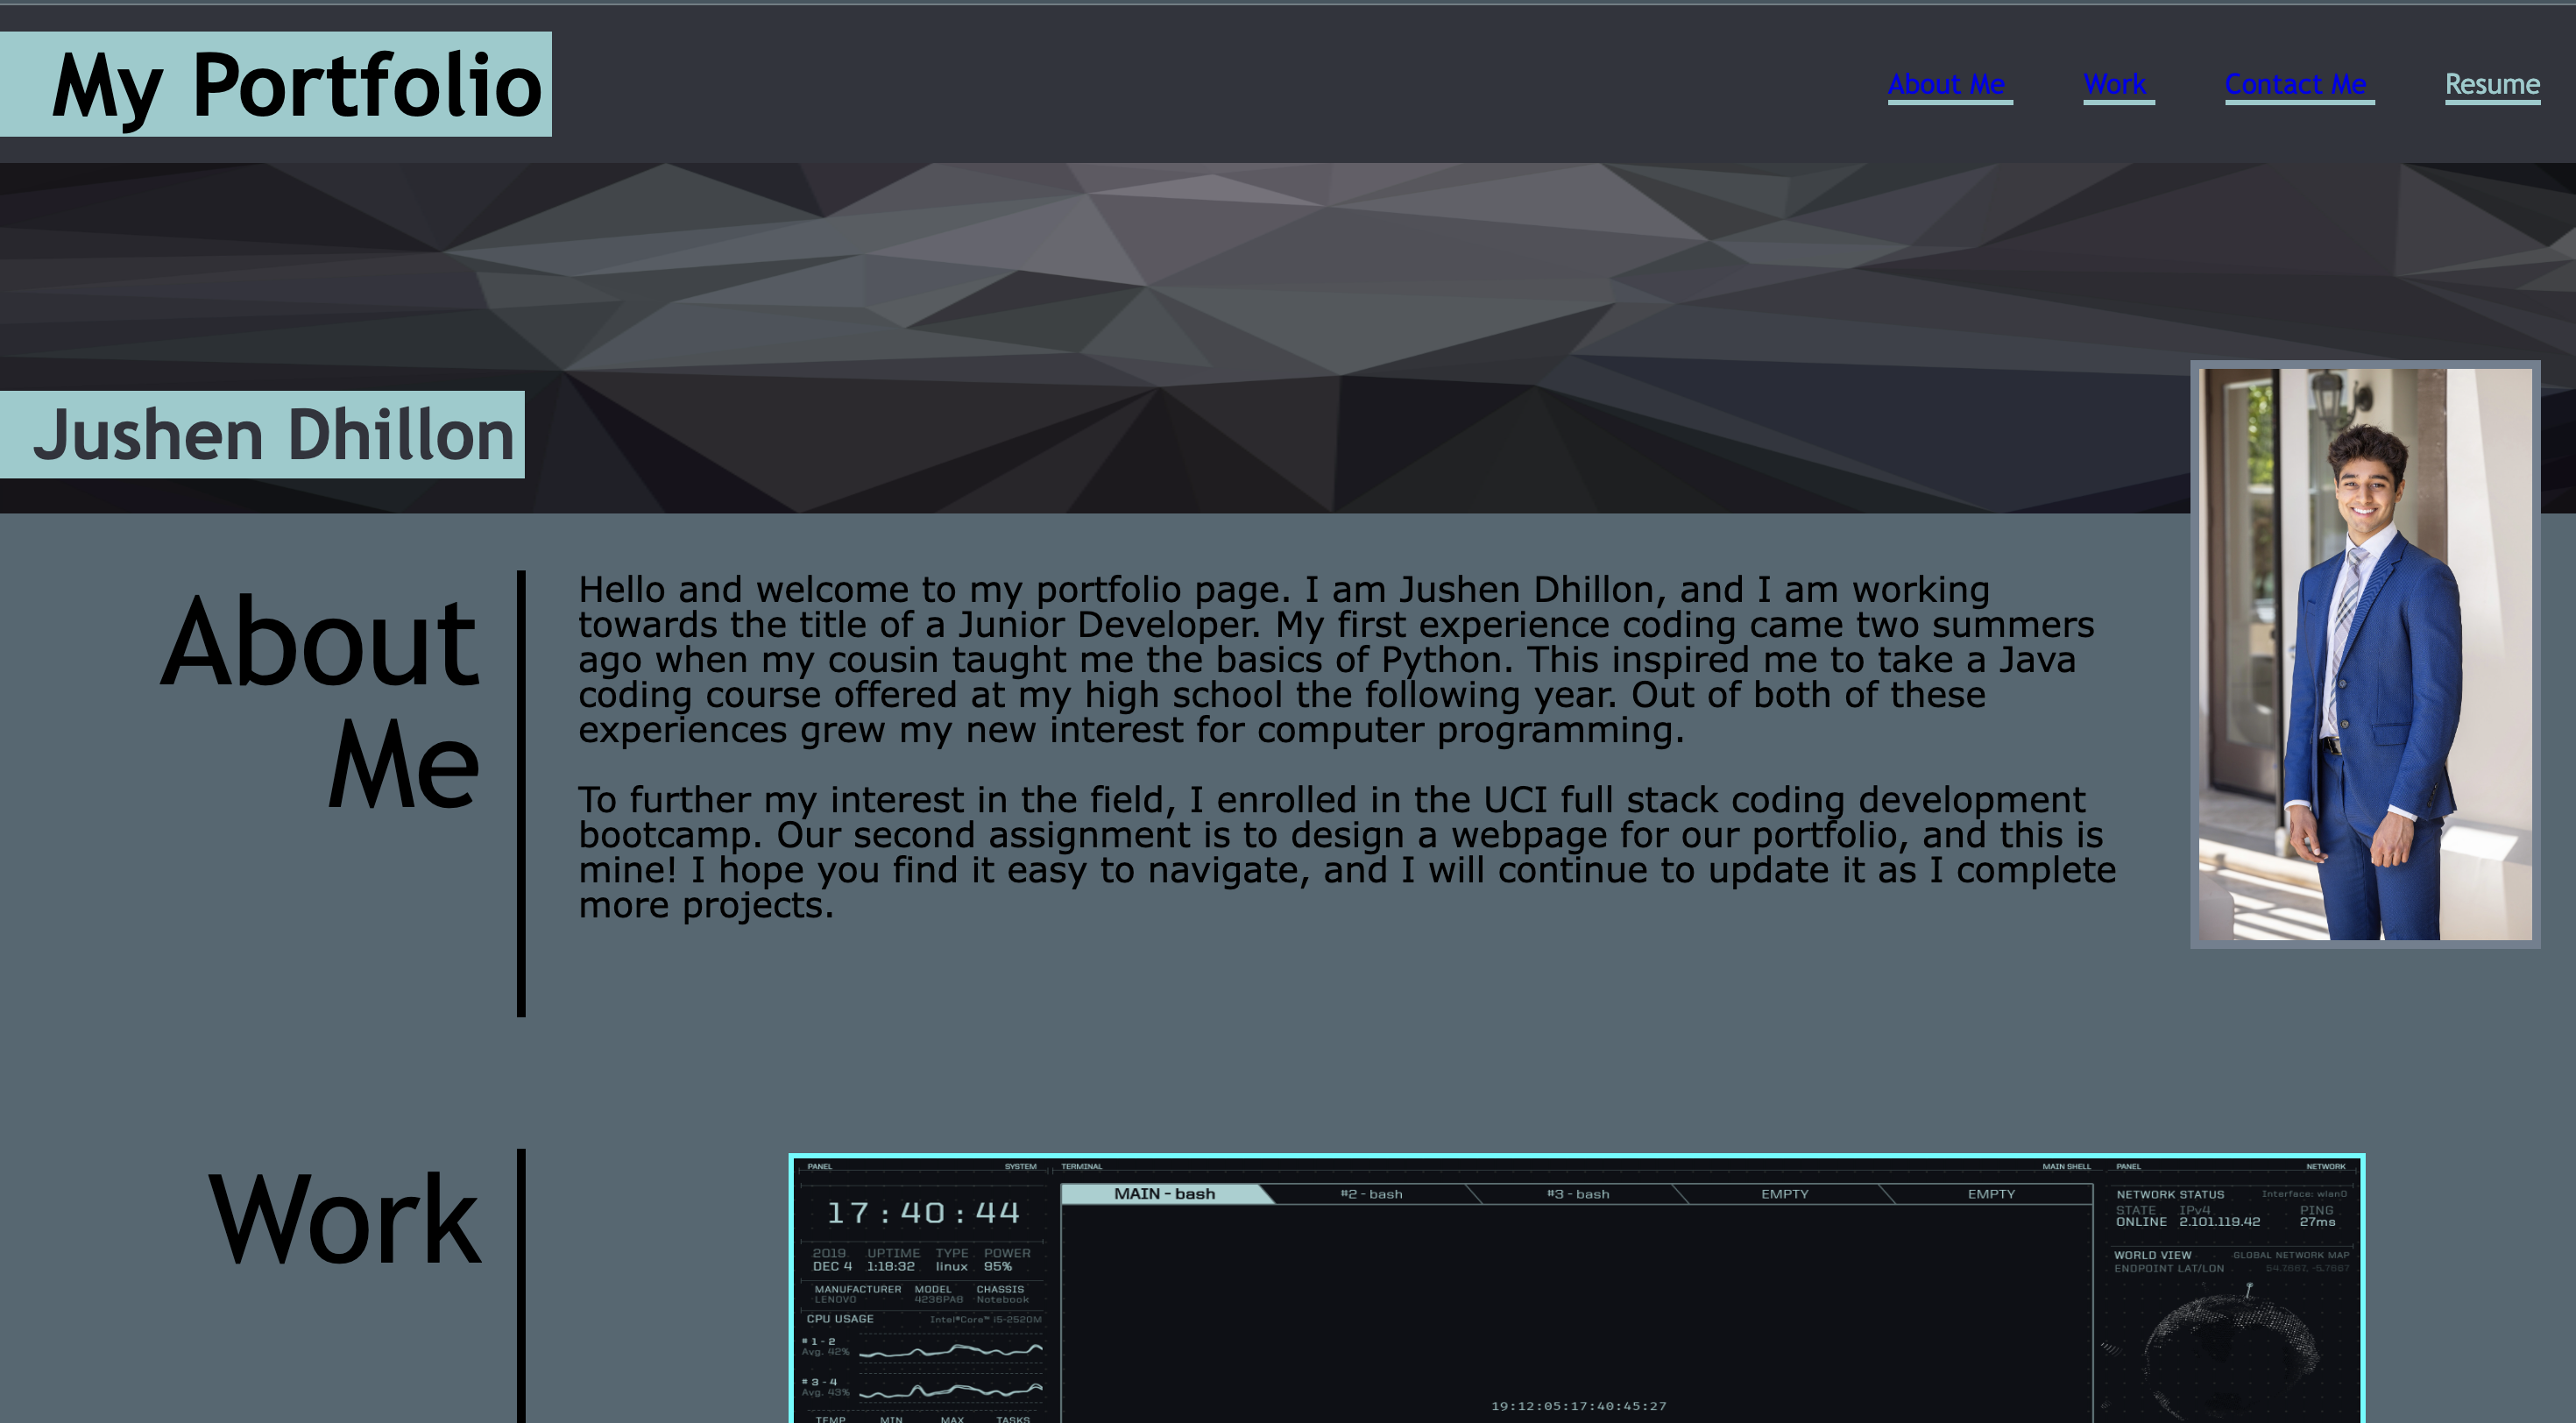 My Portfolio
About Me
Work
Contact Me
Resume
Jushen Dhillon
About
Me
Hello and welcome to my portfolio page. I am Jushen Dhillon, and I am working
towards the title of a Junior Developer. My first experience coding came two summers
ago when my cousin taught me the basics of Python. This inspired me to take a Java
coding course offered at my high school the following year. Out of both of these
experiences grew my new interest for computer programming.
To further my interest in the field, I enrolled in the UCI full stack coding development
bootcamp. Our second assignment is to design a webpage for our portfolio, and this is
mine! I hope you find it easy to navigate, and I will continue to update it as I complete
more projects.
Work
PANEL SYSTEM
17:40:44
2019 UPTIME TYPE POWER
DEC 4 1:18:32 linux 95%
MANUFACTURER MODEL CHASSIS
LENOVO 4236PA8 Notebook
CPU USAGE Intel®Core™ i5-2520M
# 1 - 2
Avg. 42%
# 3 - 4
Avg. 43%
TEMP MIN MAX TASKS
TERMINAL MAIN SHELL
MAIN - bash #2 - bash #3 - bash EMPTY EMPTY
19:12:05:17:40:45:27
PANEL NETWORK
NETWORK STATUS Interface: wlan0
STATE IPv4 PING
ONLINE 2.101.119.42 27ms
WORLD VIEW GLOBAL NETWORK MAP
ENDPOINT LAT/LON